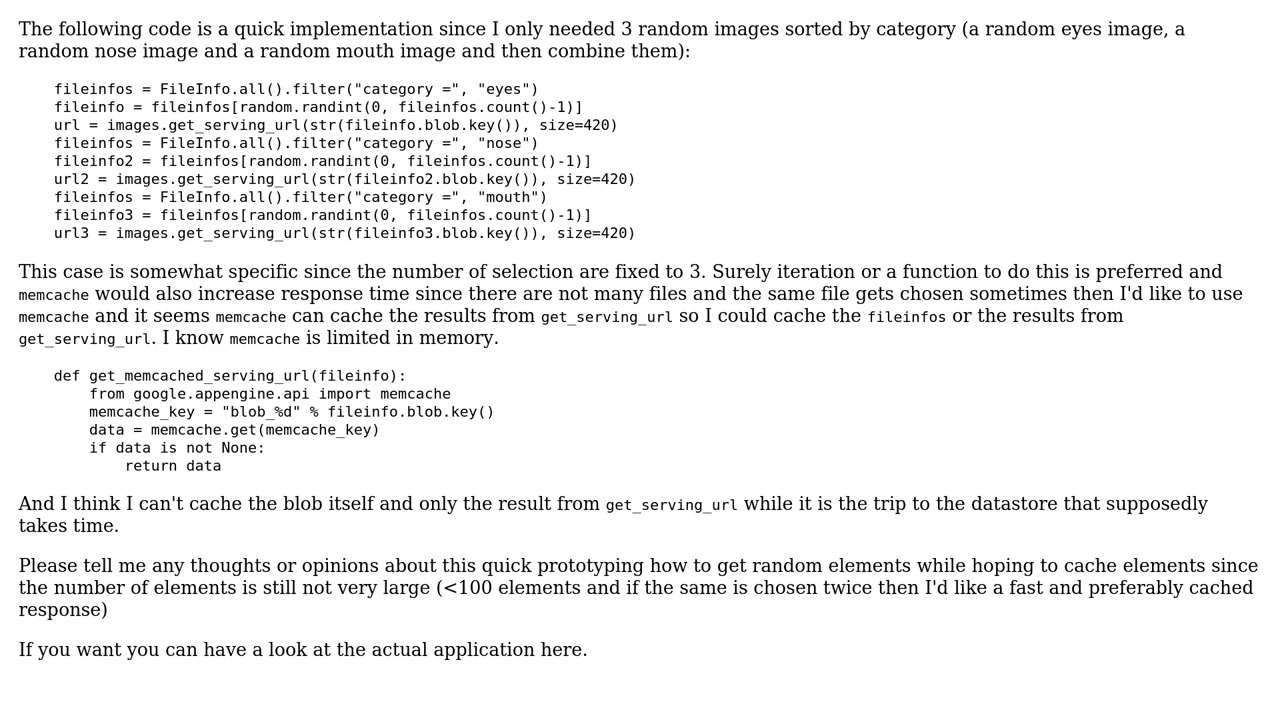 The following code is a quick implementation since I only needed 3 random images sorted by category (a random eyes image, a
random nose image and a random mouth image and then combine them):
fileinfos = FileInfo.all().filter("category =", "eyes")
fileinfo = fileinfos[random.randint(0, fileinfos.count()-1)]
url = images.get_serving_url(str(fileinfo.blob.key()), size=420)
fileinfos = FileInfo.all().filter("category =", "nose")
fileinfo2 = fileinfos[random.randint(0, fileinfos.count()-1)]
url2 = images.get_serving_url(str(fileinfo2.blob.key()), size=420)
fileinfos = FileInfo.all().filter("category =", "mouth")
fileinfo3 = fileinfos[random.randint(0, fileinfos.count()-1)]
url3 = images.get_serving_url(str(fileinfo3.blob.key()), size=420)
This case is somewhat specific since the number of selection are fixed to 3. Surely iteration or a function to do this is preferred and
memcache would also increase response time since there are not many files and the same file gets chosen sometimes then I'd like to use
memcache and it seems memcache can cache the results from get_serving_url so I could cache the fileinfos or the results from
get_serving_url. I know memcache is limited in memory.
def get_memcached_serving_url(fileinfo):
    from google.appengine.api import memcache
    memcache_key = "blob_%d" % fileinfo.blob.key()
    data = memcache.get(memcache_key)
    if data is not None:
        return data
And I think I can't cache the blob itself and only the result from get_serving_url while it is the trip to the datastore that supposedly
takes time.
Please tell me any thoughts or opinions about this quick prototyping how to get random elements while hoping to cache elements since
the number of elements is still not very large (<100 elements and if the same is chosen twice then I'd like a fast and preferably cached
response)
If you want you can have a look at the actual application here.